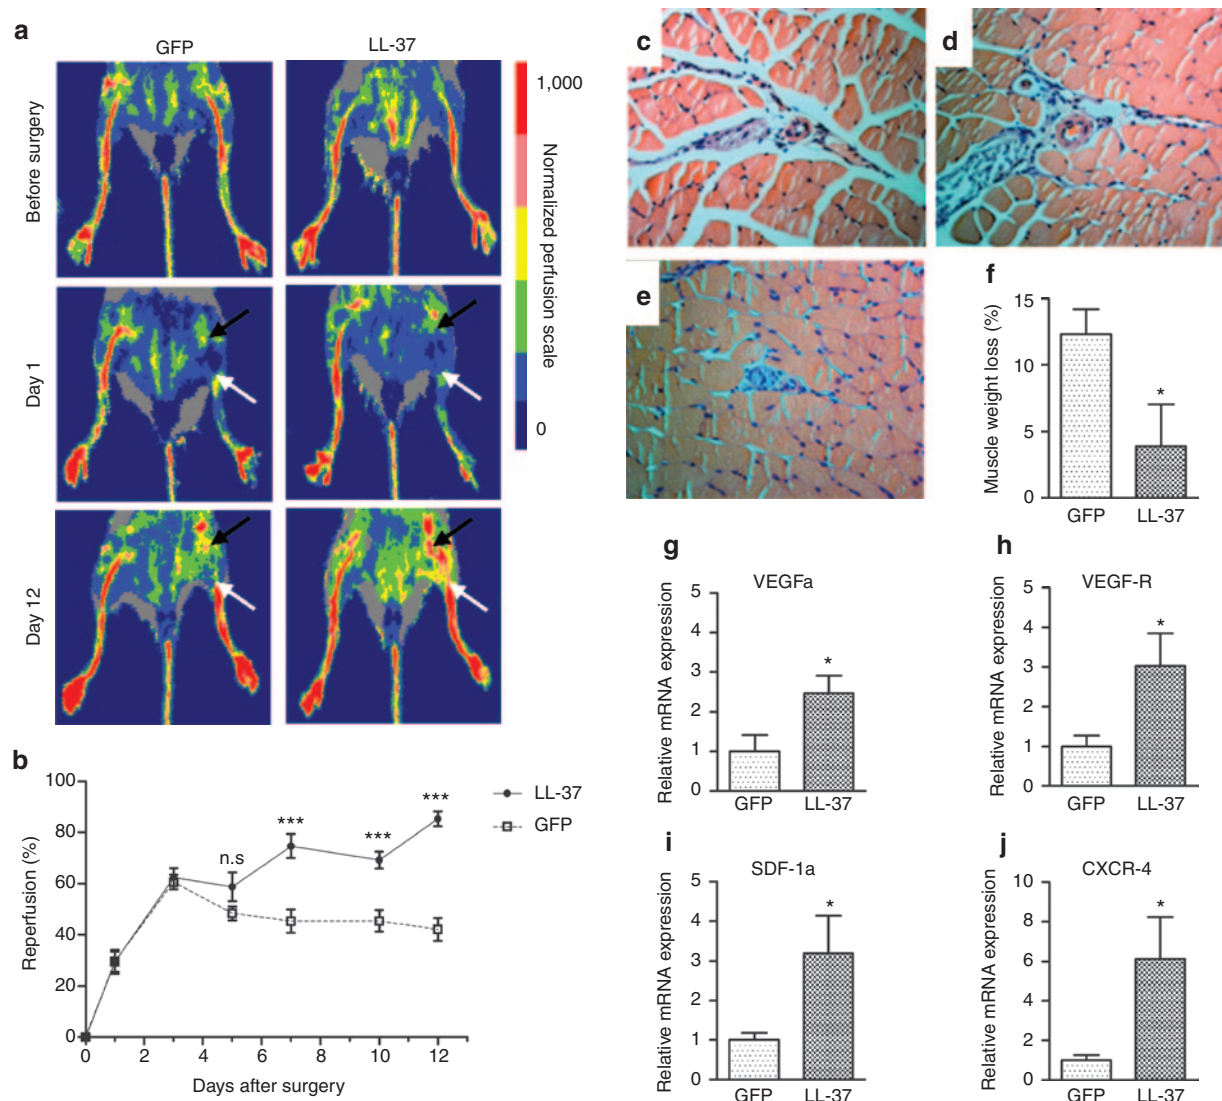 a
GFP
LL-37
Before surgery
Day 1
Day 12
1,000
Normalized perfusion scale
0
b
100
80
60
40
20
0
Reperfusion (%)
n.s
***
***
***
LL-37
GFP
0 2 4 6 8 10 12
Days after surgery
c
d
e
f
15
10
5
0
Muscle weight loss (%)
*
GFP LL-37
g
VEGFa
5
4
3
2
1
0
Relative mRNA expression
*
GFP LL-37
h
VEGF-R
5
4
3
2
1
0
Relative mRNA expression
*
GFP LL-37
i
SDF-1a
5
4
3
2
1
0
Relative mRNA expression
*
GFP LL-37
j
CXCR-4
10
8
6
4
2
0
Relative mRNA expression
*
GFP LL-37